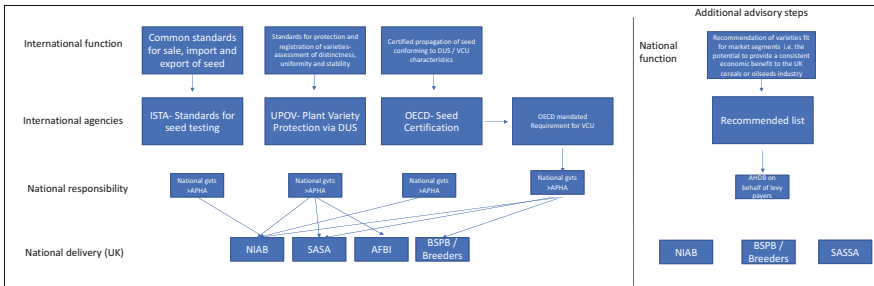 Additional advisory steps
International function
Common standards
for sale, import and
export of seed
Standards for protection and
registration of varieties-
assessment of distinctness,
uniformity and stability
Certified propagation of seed
conforming to DUS / VCU
characteristics
National
function
Recommendation of varieties fit
for market segments i.e. the
potential to provide a consistent
economic benefit to the UK
cereals or oilseeds industry
International agencies
ISTA- Standards for
seed testing
UPOV- Plant Variety
Protection via DUS
OECD- Seed
Certification
OECD mandated
Requirement for VCU
Recommended list
National responsibility
National gvts
>APHA
National gvts
>APHA
National gvts
>APHA
National gvts
>APHA
AHDB on
behalf of levy
payers
National delivery (UK)
NIAB
SASA
AFBI
BSPB /
Breeders
NIAB
BSPB /
Breeders
SASSA